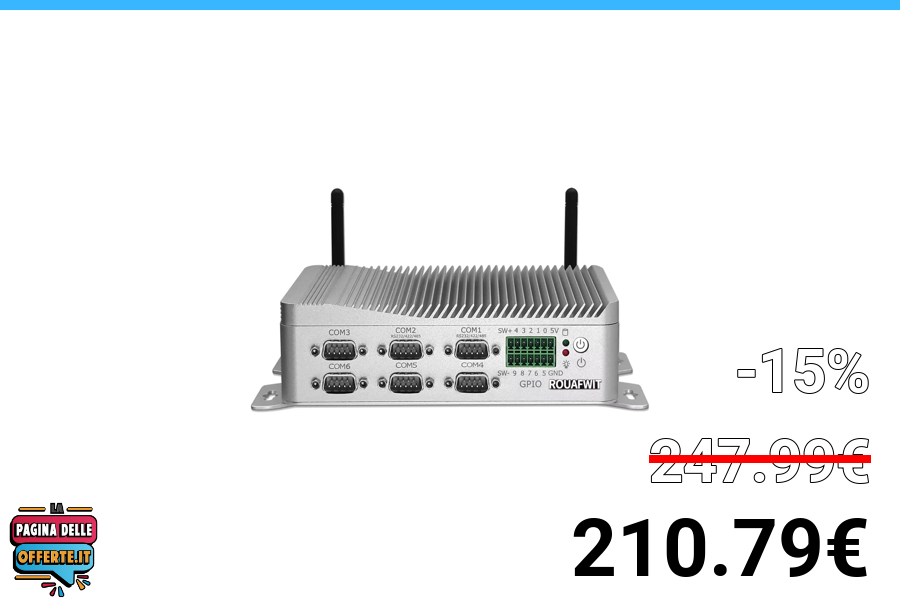 COM3
COM2
RS232/422/485
COM1
RS232/422/485
SW+ 4 3 2 1 0 5V
COM6
COM5
COM4
SW- 9 8 7 6 5 GND
GPIO
ROUAFWIT
-15%
247.99€
210.79€
LA
PAGINA DELLE
OFFERTE.IT